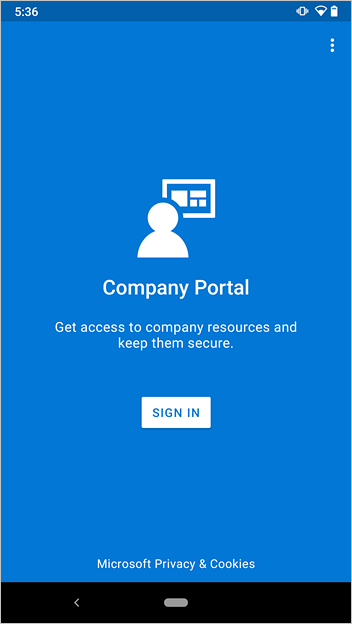 5:36
Company Portal
Get access to company resources and
keep them secure.
SIGN IN
Microsoft Privacy & Cookies